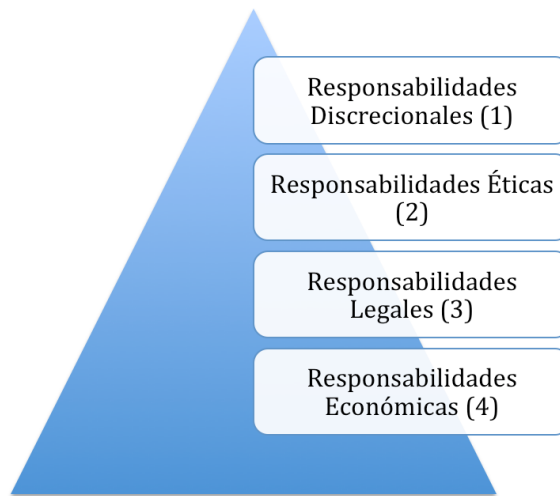 Responsabilidades
Discrecionales (1)
Responsabilidades Éticas
(2)
Responsabilidades
Legales (3)
Responsabilidades
Económicas (4)